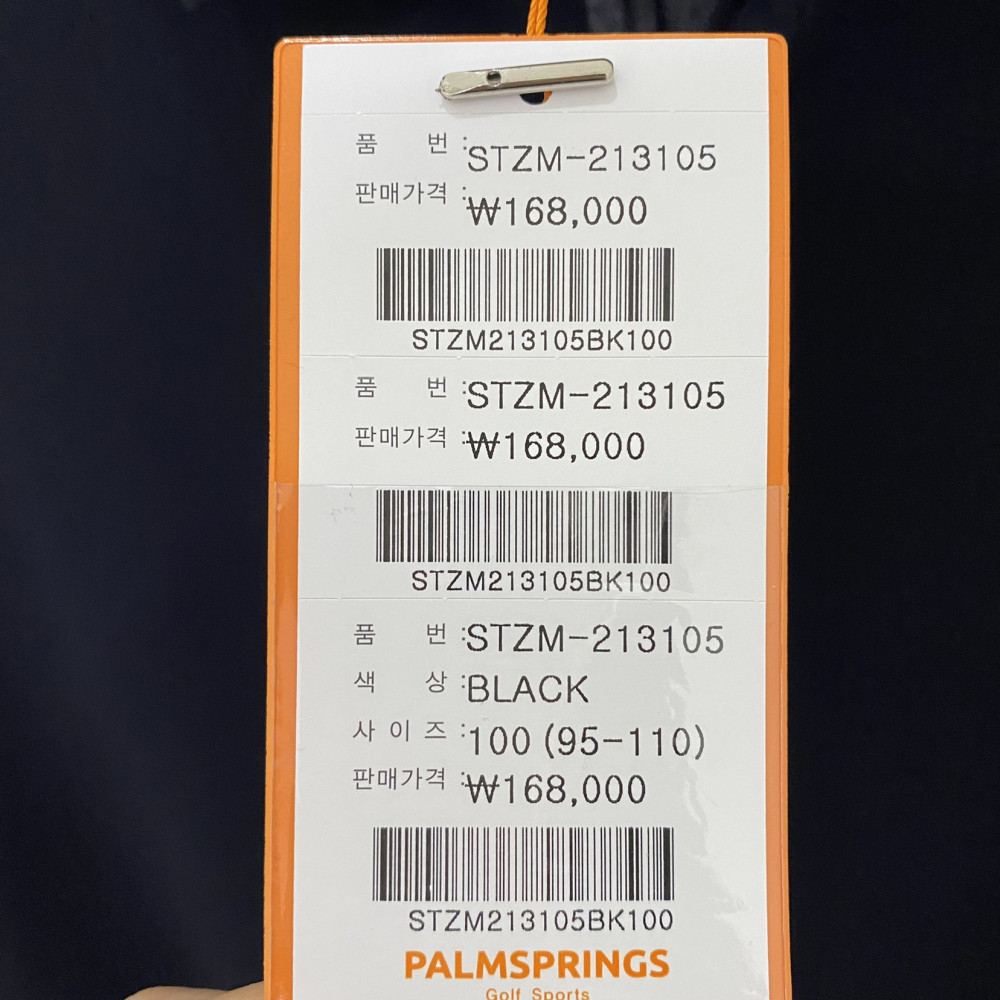 품 번 : STZM-213105
판매가격 : ₩168,000
STZM213105BK100
품 번 : STZM-213105
판매가격 : ₩168,000
STZM213105BK100
품 번 : STZM-213105
색 상 : BLACK
사 이 즈 : 100 (95-110)
판매가격 : ₩168,000
STZM213105BK100
PALMSPRINGS
Golf Sports